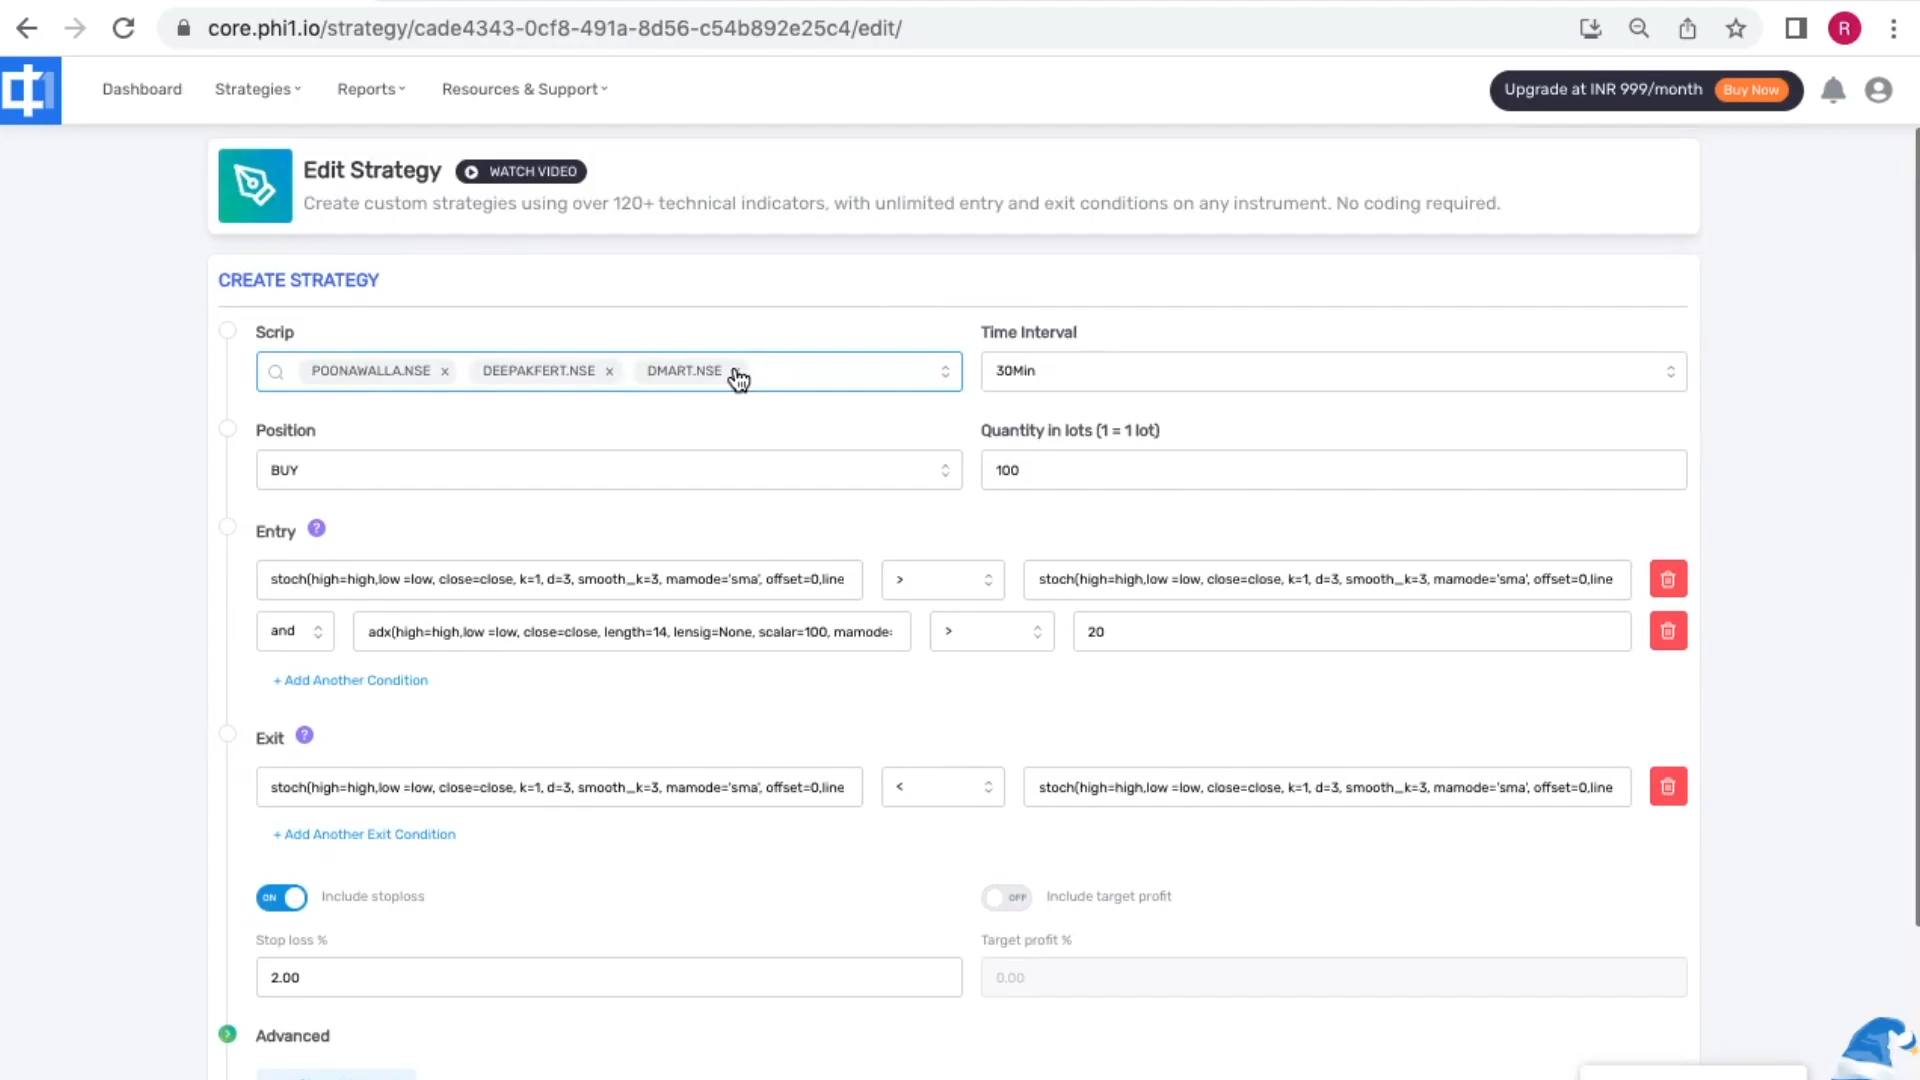 core.phi1.io/strategy/cade4343-0cf8-491a-8d56-c54b892e25c4/edit/
R
Dashboard
Strategies
Reports
Resources & Support
Upgrade at INR 999/month
Buy Now
Edit Strategy
WATCH VIDEO
Create custom strategies using over 120+ technical indicators, with unlimited entry and exit conditions on any instrument. No coding required.
CREATE STRATEGY
Scrip
Time Interval
POONAWALLA.NSE × DEEPAKFERT.NSE × DMART.NSE
30Min
Position
Quantity in lots (1 = 1 lot)
BUY
100
Entry ?
stoch(high=high,low =low, close=close, k=1, d=3, smooth_k=3, mamode='sma', offset=0,line
>
stoch(high=high,low =low, close=close, k=1, d=3, smooth_k=3, mamode='sma', offset=0,line
and
adx(high=high,low =low, close=close, length=14, lensig=None, scalar=100, mamode=
>
20
+ Add Another Condition
Exit ?
stoch(high=high,low =low, close=close, k=1, d=3, smooth_k=3, mamode='sma', offset=0,line
<
stoch(high=high,low =low, close=close, k=1, d=3, smooth_k=3, mamode='sma', offset=0,line
+ Add Another Exit Condition
ON Include stoploss
OFF Include target profit
Stop loss %
Target profit %
2.00
0.00
Advanced